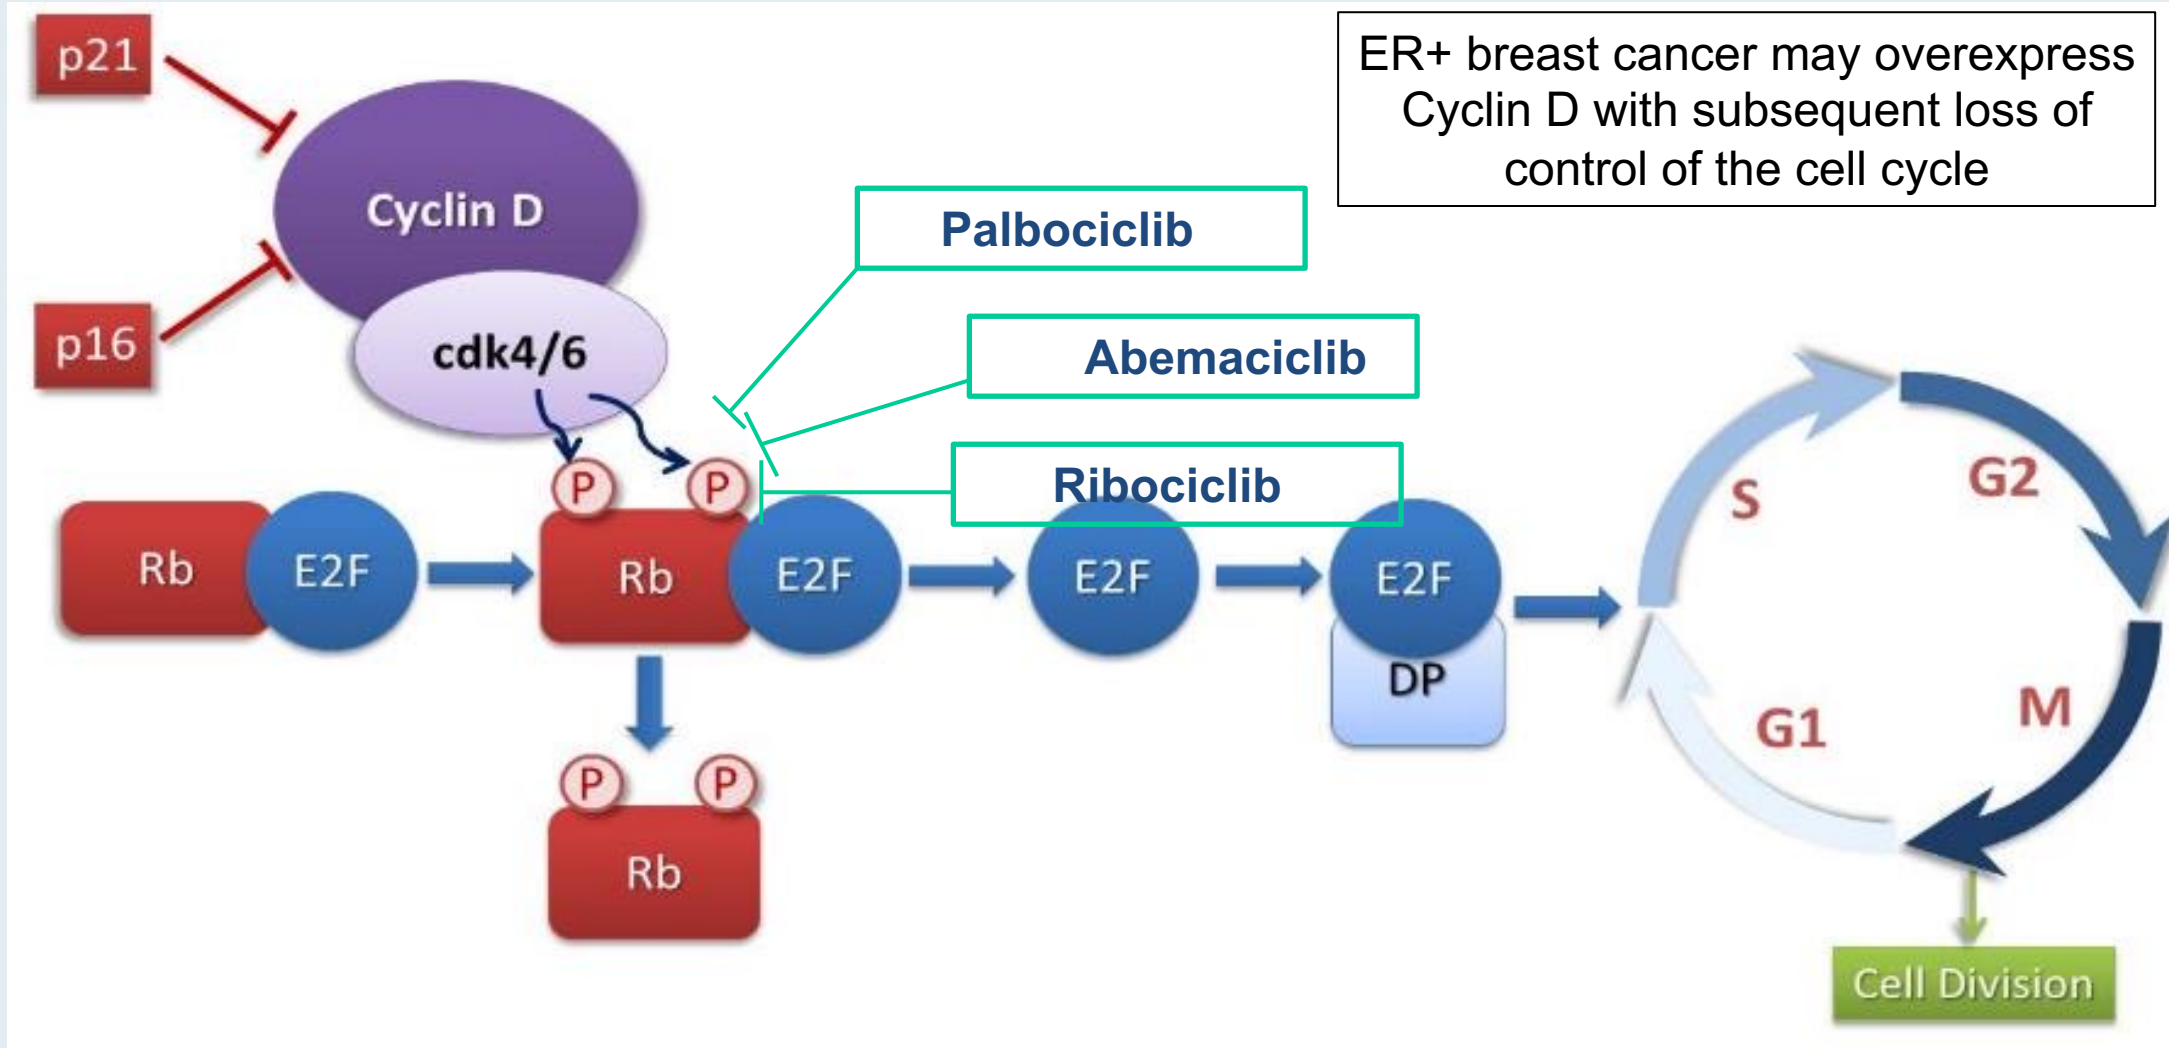 p21
ER+ breast cancer may overexpress
Cyclin D with subsequent loss of
control of the cell cycle
Cyclin D
Palbociclib
p16
cdk4/6
Abemaciclib
P
P
Ribociclib
S
G2
Rb
E2F
Rb
E2F
E2F
E2F
DP
G1
M
P
P
Rb
Cell Division